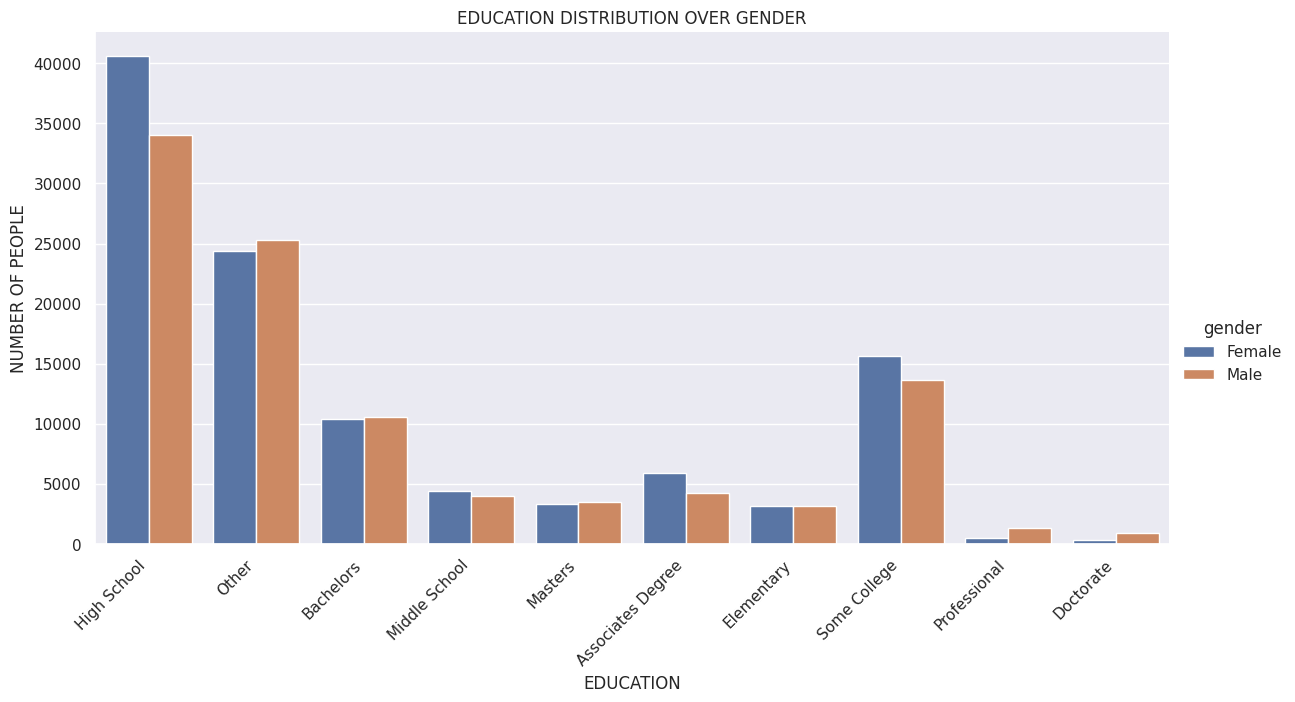 EDUCATION DISTRIBUTION OVER GENDER
NUMBER OF PEOPLE
40000
35000
30000
25000
20000
15000
10000
5000
0
High School
Other
Bachelors
Middle School
Masters
Associates Degree
Elementary
Some College
Professional
Doctorate
EDUCATION
gender
Female
Male